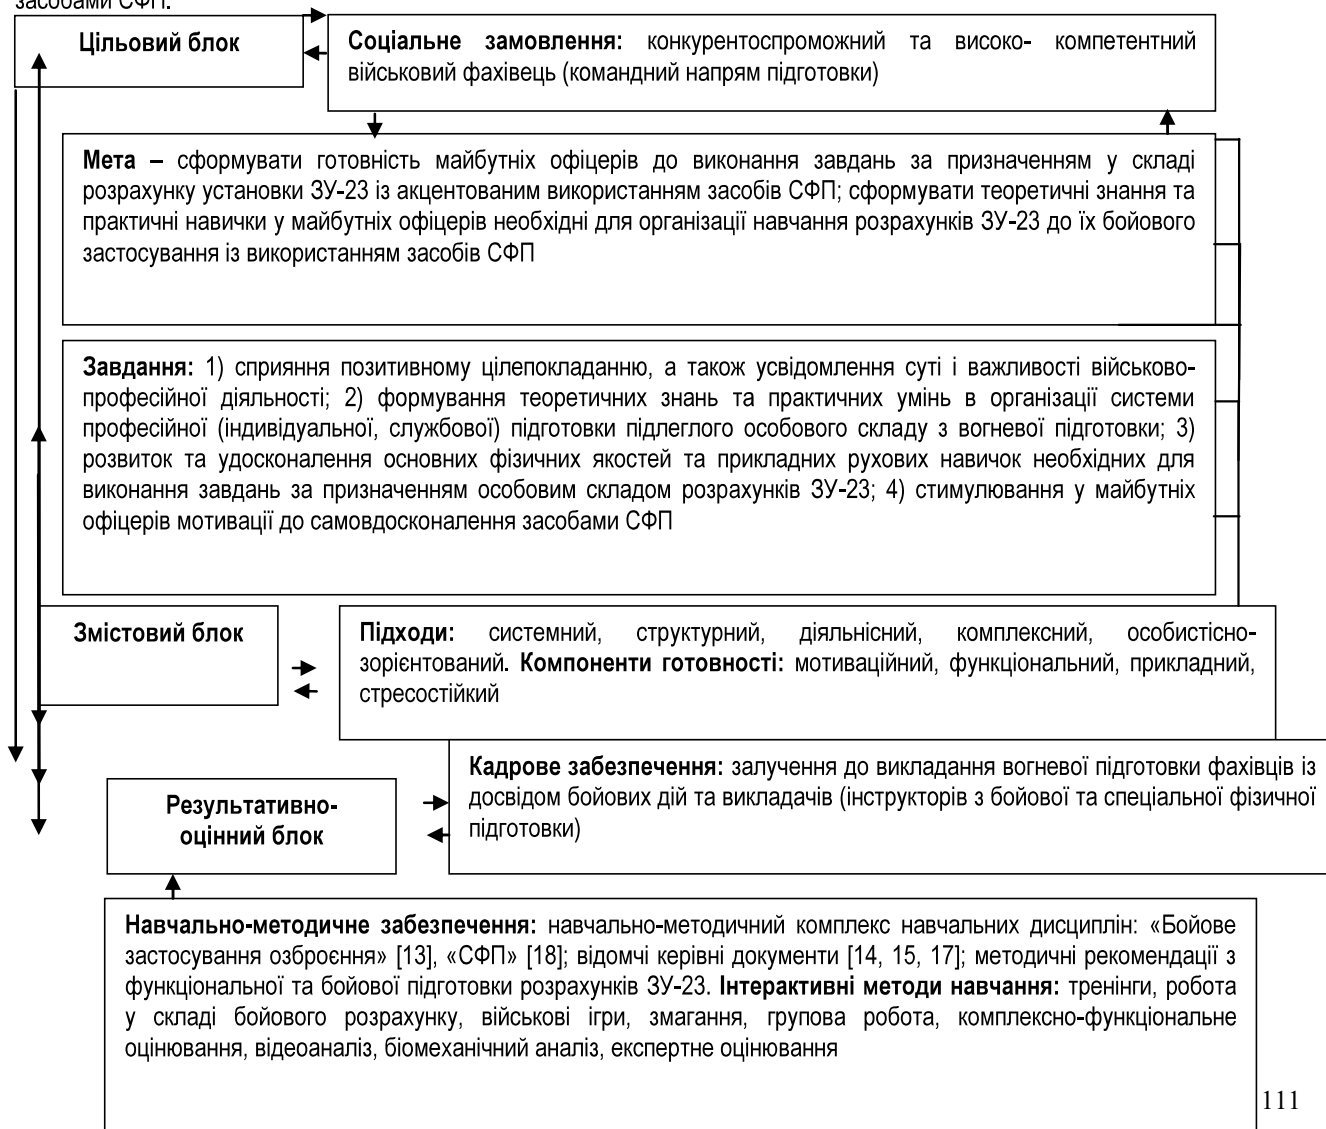 засобами СФП.
Цільовий блок
Соціальне замовлення: конкурентоспроможний та високо- компетентний
військовий фахівець (командний напрям підготовки)
Мета – сформувати готовність майбутніх офіцерів до виконання завдань за призначенням у складі
розрахунку установки ЗУ-23 із акцентованим використанням засобів СФП; сформувати теоретичні знання та
практичні навички у майбутніх офіцерів необхідні для організації навчання розрахунків ЗУ-23 до їх бойового
застосування із використанням засобів СФП
Завдання: 1) сприяння позитивному цілепокладанню, а також усвідомлення суті і важливості військово-
професійної діяльності; 2) формування теоретичних знань та практичних умінь в організації системи
професійної (індивідуальної, службової) підготовки підлеглого особового складу з вогневої підготовки; 3)
розвиток та удосконалення основних фізичних якостей та прикладних рухових навичок необхідних для
виконання завдань за призначенням особовим складом розрахунків ЗУ-23; 4) стимулювання у майбутніх
офіцерів мотивації до самовдосконалення засобами СФП
Змістовий блок
Підходи: системний, структурний, діяльнісний, комплексний, особистісно-
зорієнтований. Компоненти готовності: мотиваційний, функціональний, прикладний,
стресостійкий
Кадрове забезпечення: залучення до викладання вогневої підготовки фахівців із
досвідом бойових дій та викладачів (інструкторів з бойової та спеціальної фізичної
підготовки)
Результативно-
оцінний блок
Навчально-методичне забезпечення: навчально-методичний комплекс навчальних дисциплін: «Бойове
застосування озброєння» [13], «СФП» [18]; відомчі керівні документи [14, 15, 17]; методичні рекомендації з
функціональної та бойової підготовки розрахунків ЗУ-23. Інтерактивні методи навчання: тренінги, робота
у складі бойового розрахунку, військові ігри, змагання, групова робота, комплексно-функціональне
оцінювання, відеоаналіз, біомеханічний аналіз, експертне оцінювання
111